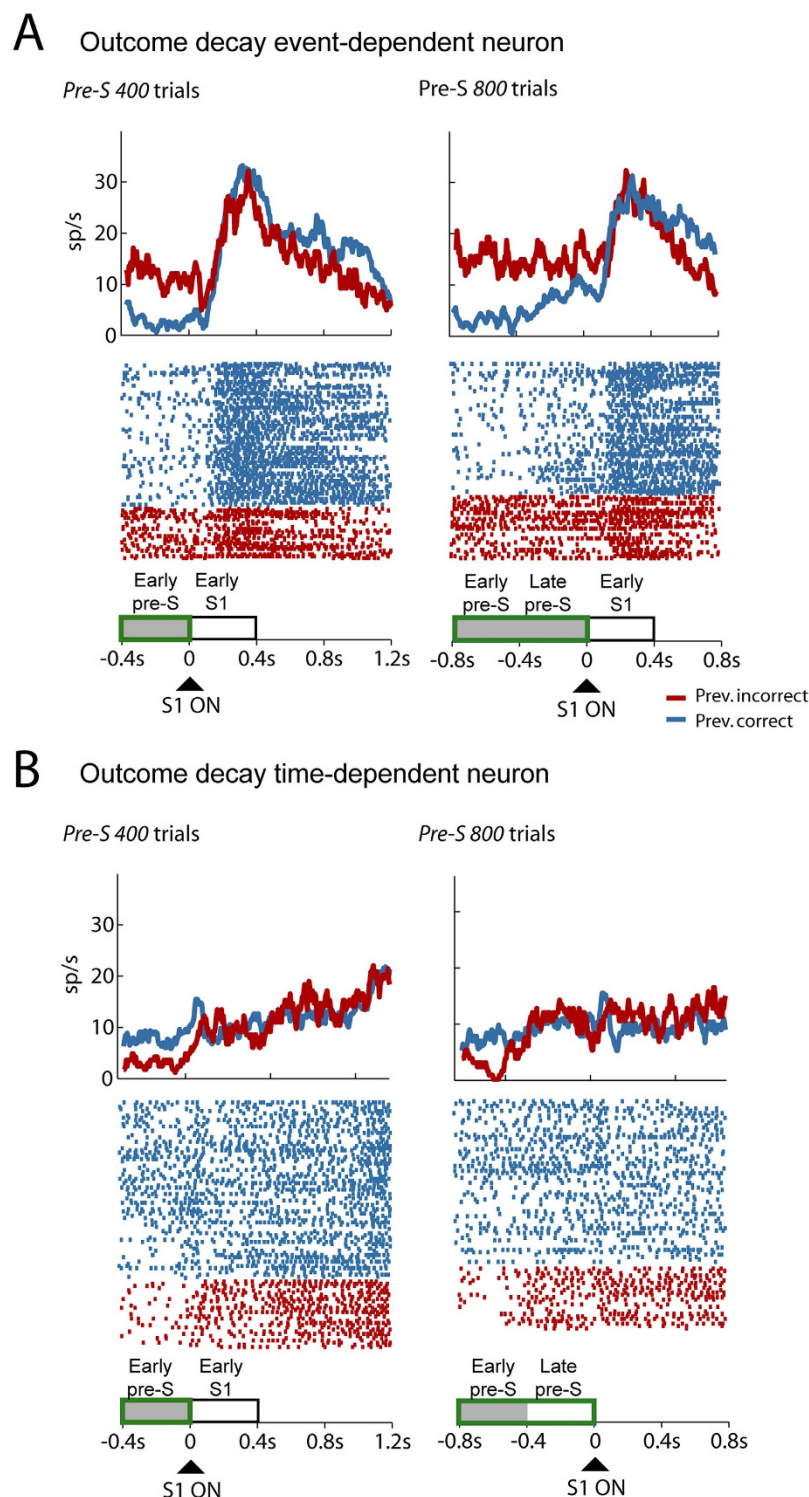 A Outcome decay event-dependent neuron
Pre-S 400 trials
Pre-S 800 trials
sp/s
30
20
10
0
Early pre-S
Early S1
Early pre-S
Late pre-S
Early S1
-0.4s 0 0.4s 0.8s 1.2s
-0.8s -0.4s 0 0.4s 0.8s
S1 ON
S1 ON
Prev. incorrect
Prev. correct
B Outcome decay time-dependent neuron
Pre-S 400 trials
Pre-S 800 trials
sp/s
30
20
10
0
Early pre-S
Early S1
Early pre-S
Late pre-S
-0.4s 0 0.4s 0.8s 1.2s
-0.8s -0.4 0 0.4s 0.8s
S1 ON
S1 ON